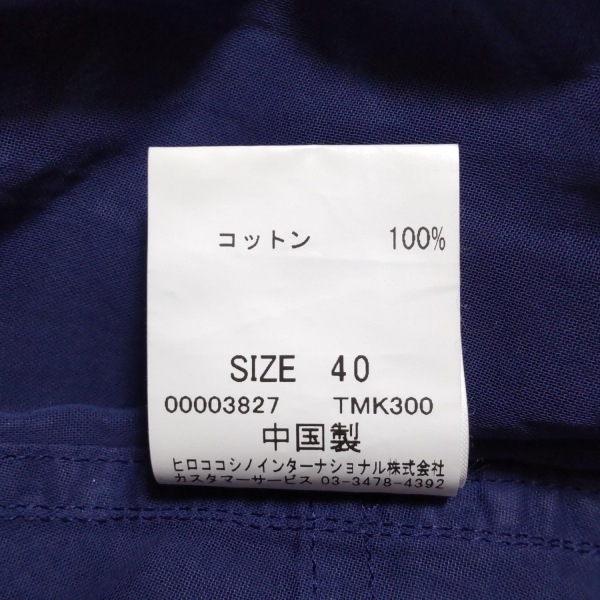 コットン 100%
SIZE 40
00003827 TMK300
中国製
ヒロココシノインターナショナル株式会社
カスタマーサービス 03-3478-4392